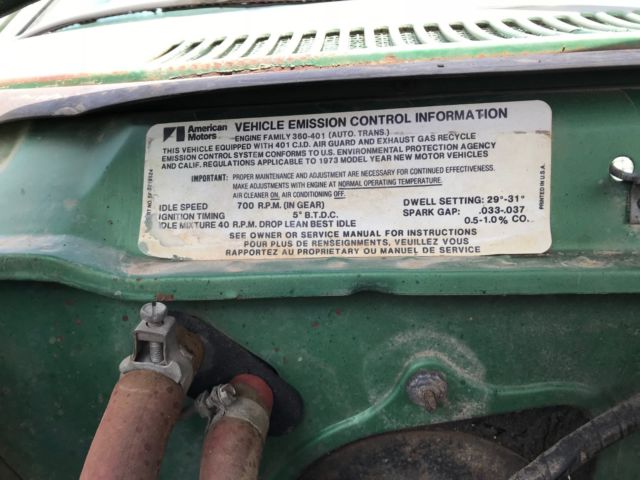 American Motors
VEHICLE EMISSION CONTROL INFORMATION
ENGINE FAMILY 360-401 (AUTO. TRANS.)
THIS VEHICLE EQUIPPED WITH 401 C.I.D. AIR GUARD AND EXHAUST GAS RECYCLE
EMISSION CONTROL SYSTEM CONFORMS TO U.S. ENVIRONMENTAL PROTECTION AGENCY
AND CALIF. REGULATIONS APPLICABLE TO 1973 MODEL YEAR NEW MOTOR VEHICLES
IMPORTANT: PROPER MAINTENANCE AND ADJUSTMENT ARE NECESSARY FOR CONTINUED EFFECTIVENESS.
MAKE ADJUSTMENTS WITH ENGINE AT NORMAL OPERATING TEMPERATURE.
AIR CLEANER ON, AIR CONDITIONING OFF.
IDLE SPEED 700 R.P.M. (IN GEAR) DWELL SETTING: 29°-31°
IGNITION TIMING 5° B.T.D.C. SPARK GAP: .033-.037
IDLE MIXTURE 40 R.P.M. DROP LEAN BEST IDLE 0.5-1.0% CO
SEE OWNER OR SERVICE MANUAL FOR INSTRUCTIONS
POUR PLUS DE RENSEIGNEMENTS, VEUILLEZ VOUS
RAPPORTEZ AU PROPRIETARY OU MANUEL DE SERVICE
PRINTED IN U.S.A.